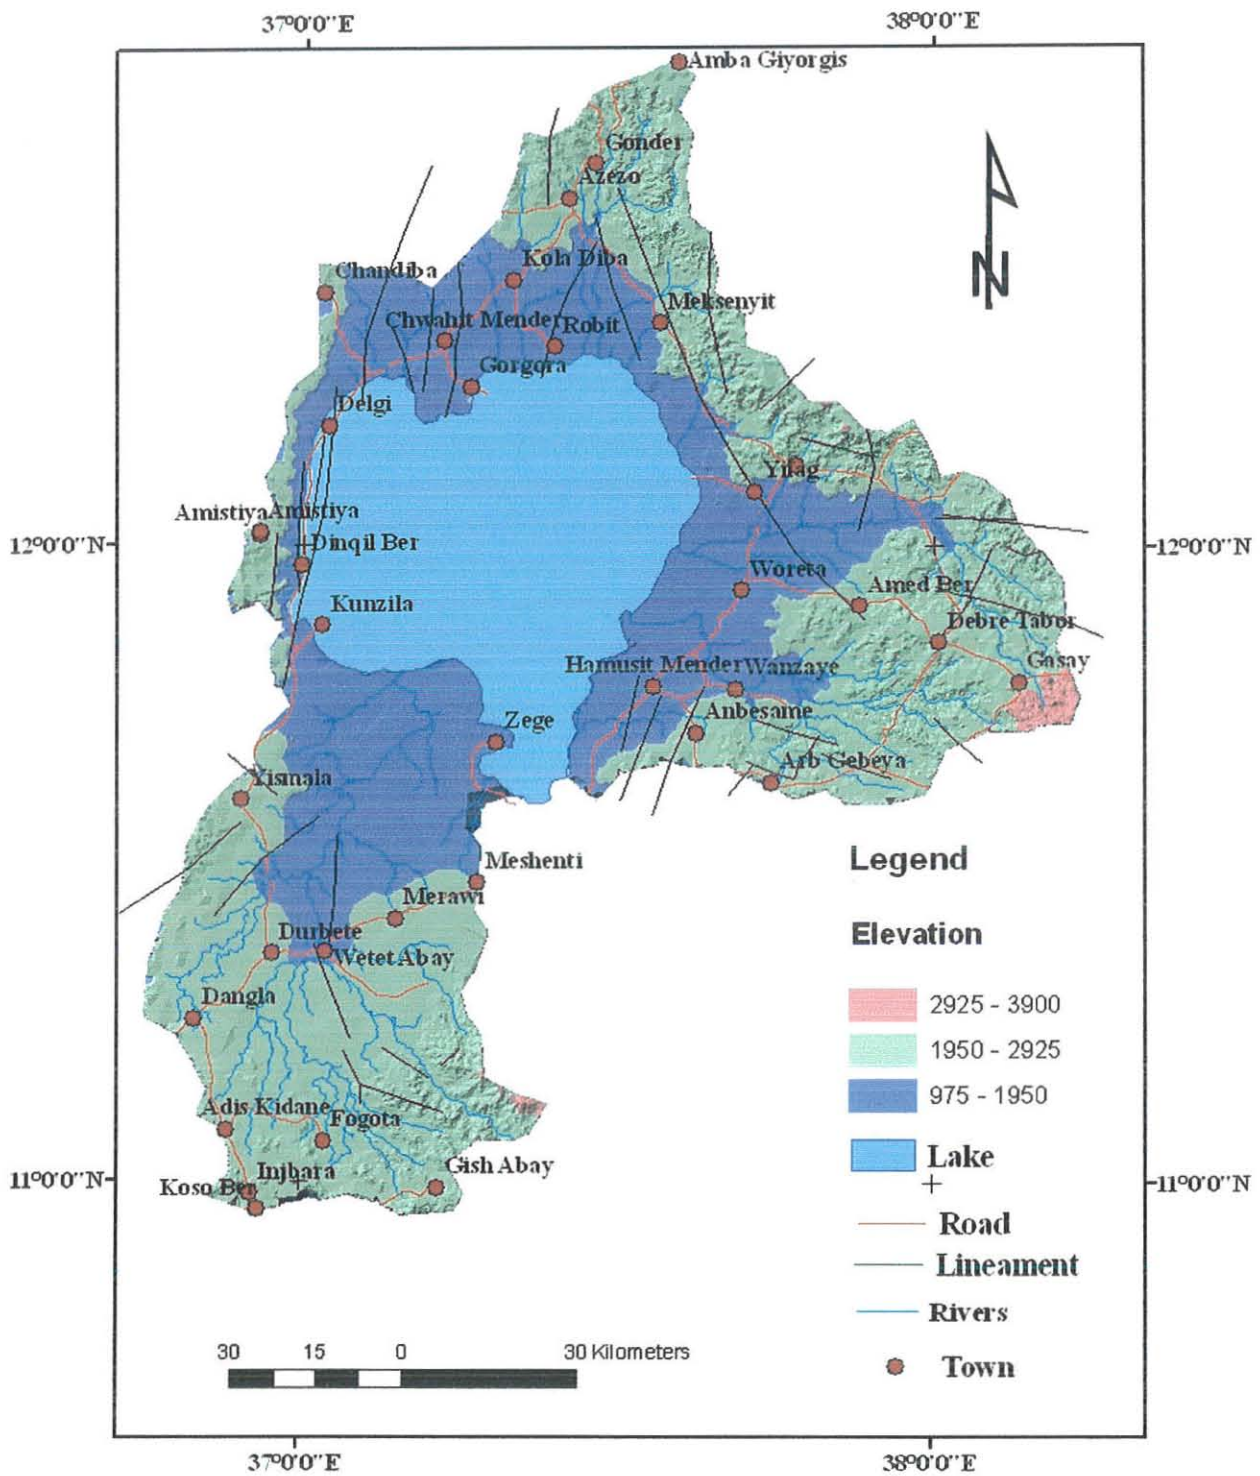 37°0'0"E 38°0'0"E
Amba Giyorgis
Gonder
Azezo
Kola Diba
Chandiba
Meksenyit
Chwahit Mender
Robit
Gorgora
Delgi
Yifag
Amistiya Amistiya
12°0'0"N
Dinqil Ber
12°0'0"N
Woreta
Amed Ber
Kunzila
Debre Tabor
Hamusit Mender
Wanzaye
Gasay
Anbesame
Zege
Arb Gebeya
Yismala
Legend
Meshenti
Merawi
Elevation
Durbete
Wetet Abay
Dangla
2925 - 3900
1950 - 2925
975 - 1950
Adis Kidane
Fogota
Lake
Injbara
Gish Abay
11°0'0"N
Koso Ber
11°0'0"N
Road
Lineament
Rivers
N
30 15 0 30 Kilometers
Town
37°0'0"E 38°0'0"E